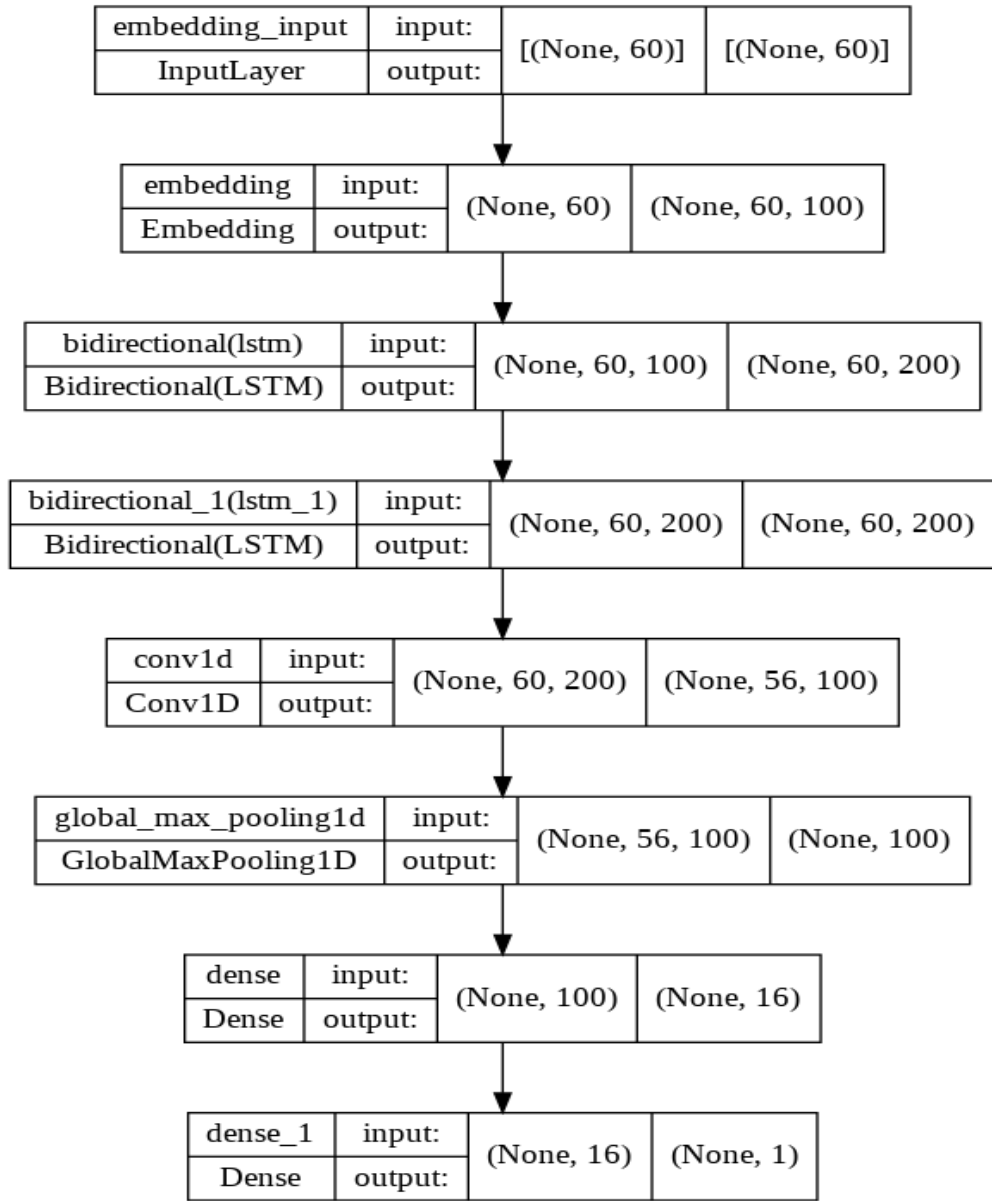 embedding_input input: [(None, 60)] [(None, 60)]
InputLayer output:
embedding input: (None, 60) (None, 60, 100)
Embedding output:
bidirectional(lstm) input: (None, 60, 100) (None, 60, 200)
Bidirectional(LSTM) output:
bidirectional_1(lstm_1) input: (None, 60, 200) (None, 60, 200)
Bidirectional(LSTM) output:
conv1d input: (None, 60, 200) (None, 56, 100)
Conv1D output:
global_max_pooling1d input: (None, 56, 100) (None, 100)
GlobalMaxPooling1D output:
dense input: (None, 100) (None, 16)
Dense output:
dense_1 input: (None, 16) (None, 1)
Dense output: